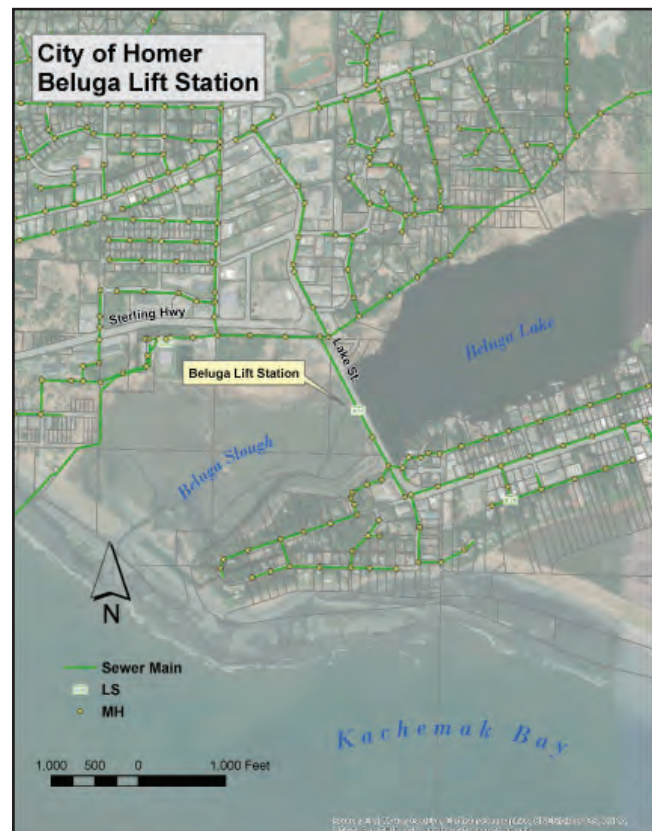 City of Homer
Beluga Lift Station
Sterling Hwy
Lake St
Beluga Lake
Beluga Lift Station
Beluga Slough
N
Sewer Main
LS
MH
1,000 500 0 1,000 Feet
Kachemak Bay